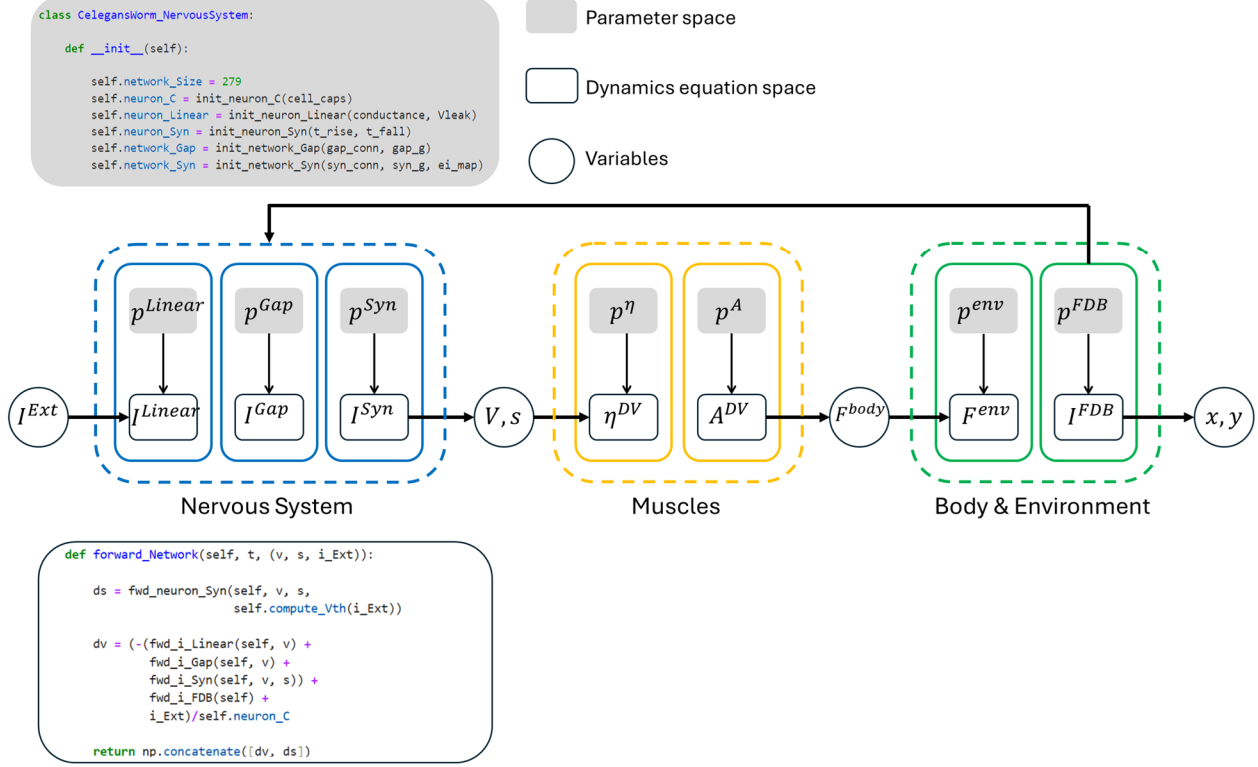 class CelegansWorm_NervousSystem:
def __init__(self):
self.network_Size = 279
self.neuron_C = init_neuron_C(cell_caps)
self.neuron_Linear = init_neuron_Linear(conductance, Vleak)
self.neuron_Syn = init_neuron_Syn(t_rise, t_fall)
self.network_Gap = init_network_Gap(gap_conn, gap_g)
self.network_Syn = init_network_Syn(syn_conn, syn_g, ei_map)
Parameter space
Dynamics equation space
Variables
p^{Linear} p^{Gap} p^{Syn} p^{η} p^{A} p^{env} p^{FDB}
I^{Ext} I^{Linear} I^{Gap} I^{Syn} V, s η^{DV} A^{DV} F^{body} F^{env} I^{FDB} x, y
Nervous System Muscles Body & Environment
def forward_Network(self, t, (v, s, i_Ext)):
ds = fwd_neuron_Syn(self, v, s,
self.compute_Vth(i_Ext))
dv = (-(fwd_i_Linear(self, v) +
fwd_i_Gap(self, v) +
fwd_i_Syn(self, v, s)) +
fwd_i_FDB(self) +
i_Ext)/self.neuron_C
return np.concatenate([dv, ds])